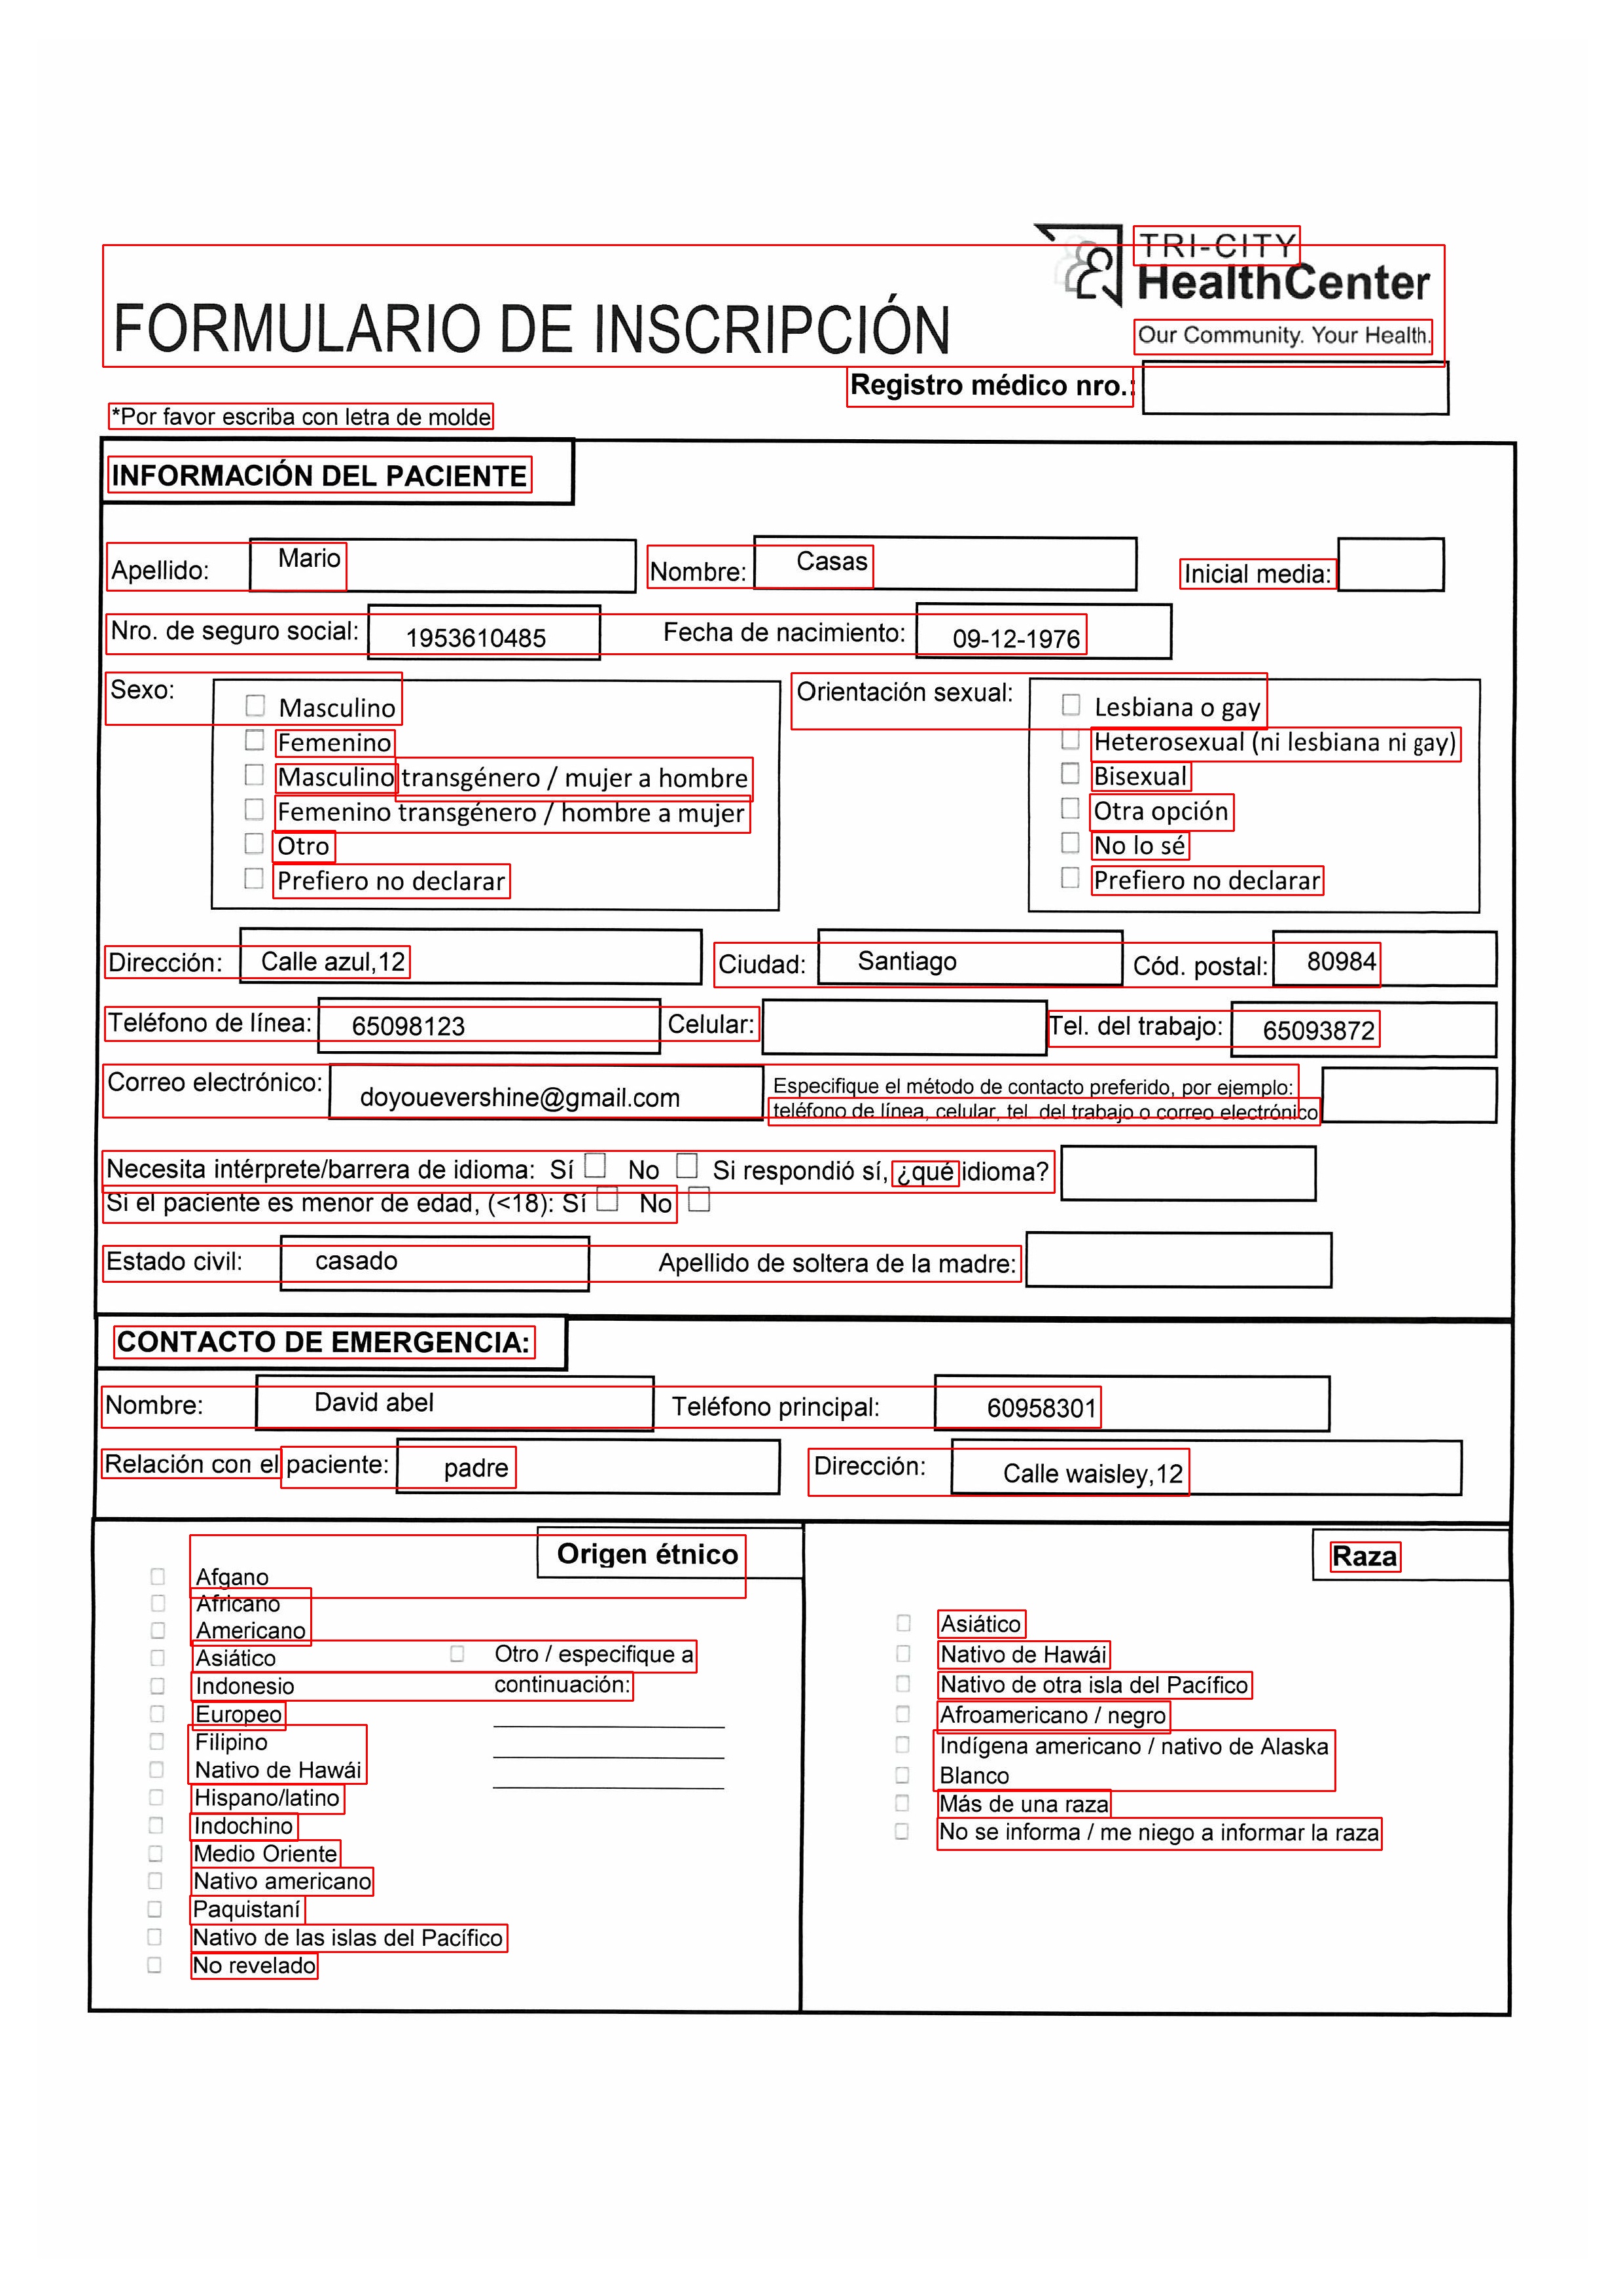 TRI-CITY
HealthCenter
FORMULARIO DE INSCRIPCIÓN
Our Community. Your Health.
Registro médico nro.:
*Por favor escriba con letra de molde
INFORMACIÓN DEL PACIENTE
Apellido: Mario Nombre: Casas Inicial media:
Nro. de seguro social: 1953610485 Fecha de nacimiento: 09-12-1976
Sexo:
Masculino
Femenino
Masculino transgénero / mujer a hombre
Femenino transgénero / hombre a mujer
Otro
Prefiero no declarar
Orientación sexual:
Lesbiana o gay
Heterosexual (ni lesbiana ni gay)
Bisexual
Otra opción
No lo sé
Prefiero no declarar
Dirección: Calle azul,12 Ciudad: Santiago Cód. postal: 80984
Teléfono de línea: 65098123 Celular: Tel. del trabajo: 65093872
Correo electrónico: doyouevershine@gmail.com Especifique el método de contacto preferido, por ejemplo:
teléfono de línea, celular, tel. del trabajo o correo electrónico
Necesita intérprete/barrera de idioma: Sí No Si respondió sí, ¿qué idioma?
Si el paciente es menor de edad, (<18): Sí No
Estado civil: casado Apellido de soltera de la madre:
CONTACTO DE EMERGENCIA:
Nombre: David abel Teléfono principal: 60958301
Relación con el paciente: padre Dirección: Calle waisley,12
Origen étnico
Afgano
Africano
Americano
Asiático
Indonesio
Europeo
Filipino
Nativo de Hawái
Hispano/latino
Indochino
Medio Oriente
Nativo americano
Paquistaní
Nativo de las islas del Pacífico
No revelado
Otro / especifique a
continuación:
Raza
Asiático
Nativo de Hawái
Nativo de otra isla del Pacífico
Afroamericano / negro
Indígena americano / nativo de Alaska
Blanco
Más de una raza
No se informa / me niego a informar la raza